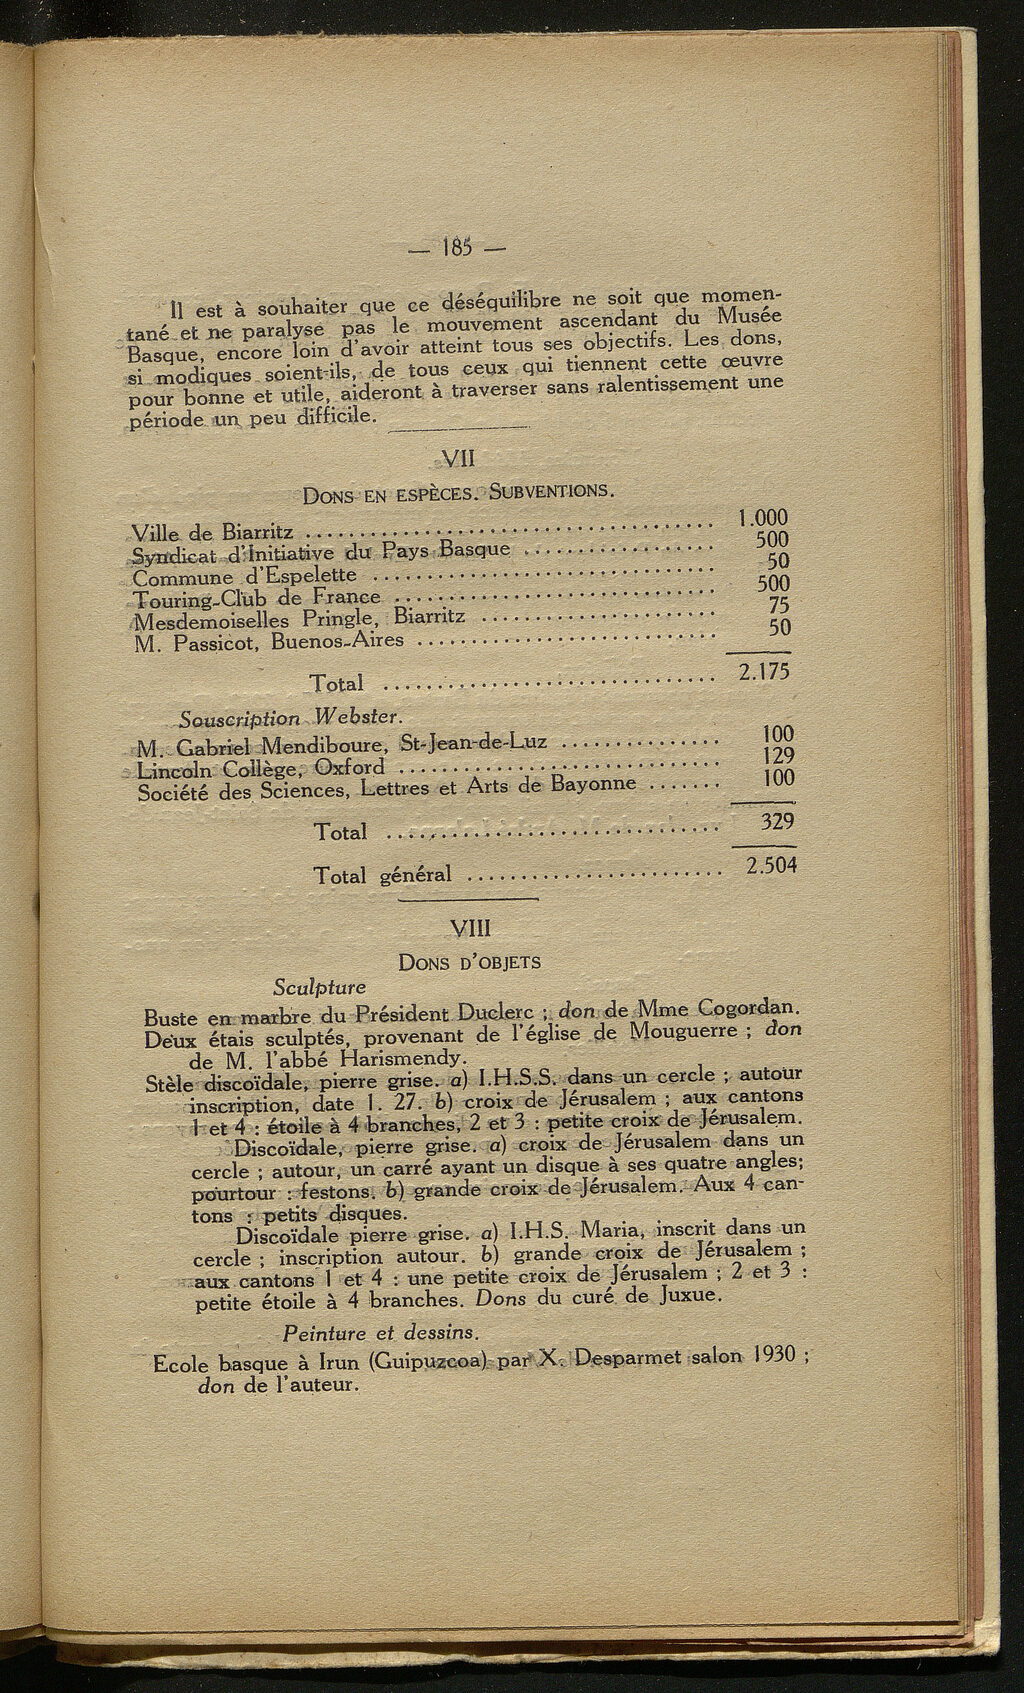 — 185 —
Il est à souhaiter que ce déséquilibre ne soit que momen-
tané et ne paralyse pas le mouvement ascendant du Musée
Basque, encore loin d'avoir atteint tous ses objectifs. Les dons,
si modiques soient-ils, de tous ceux qui tiennent cette œuvre
pour bonne et utile, aideront à traverser sans ralentissement une
période un peu difficile.
VII
DONS EN ESPÈCES. SUBVENTIONS.
Ville de Biarritz ........................................ 1.000
Syndicat d'Initiative du Pays Basque .................. 500
Commune d'Espelette ................................ 50
Touring-Club de France .............................. 500
Mesdemoiselles Pringle, Biarritz ...................... 75
M. Passicot, Buenos-Aires ............................ 50
Total .................................. 2.175
Souscription Webster.
M. Gabriel Mendiboure, St-Jean-de-Luz ............... 100
Lincoln Collège, Oxford .............................. 129
Société des Sciences, Lettres et Arts de Bayonne ....... 100
Total .................................. 329
Total général ......................... 2.504
VIII
DONS D'OBJETS
Sculpture
Buste en marbre du Président Duclerc ; don de Mme Cogordan.
Deux étais sculptés, provenant de l'église de Mouguerre ; don
de M. l'abbé Harismendy.
Stèle discoïdale, pierre grise. a) I.H.S.S. dans un cercle ; autour
inscription, date 1. 27. b) croix de Jérusalem ; aux cantons
1 et 4 : étoile à 4 branches, 2 et 3 : petite croix de Jérusalem.
Discoïdale, pierre grise. a) croix de Jérusalem dans un
cercle ; autour, un carré ayant un disque à ses quatre angles;
pourtour : festons. b) grande croix de Jérusalem. Aux 4 can-
tons : petits disques.
Discoïdale pierre grise. a) I.H.S. Maria, inscrit dans un
cercle ; inscription autour. b) grande croix de Jérusalem ;
aux cantons 1 et 4 : une petite croix de Jérusalem ; 2 et 3 :
petite étoile à 4 branches. Dons du curé de Juxue.
Peinture et dessins.
Ecole basque à Irun (Guipuzcoa) par X. Desparmet salon 1930 ;
don de l'auteur.